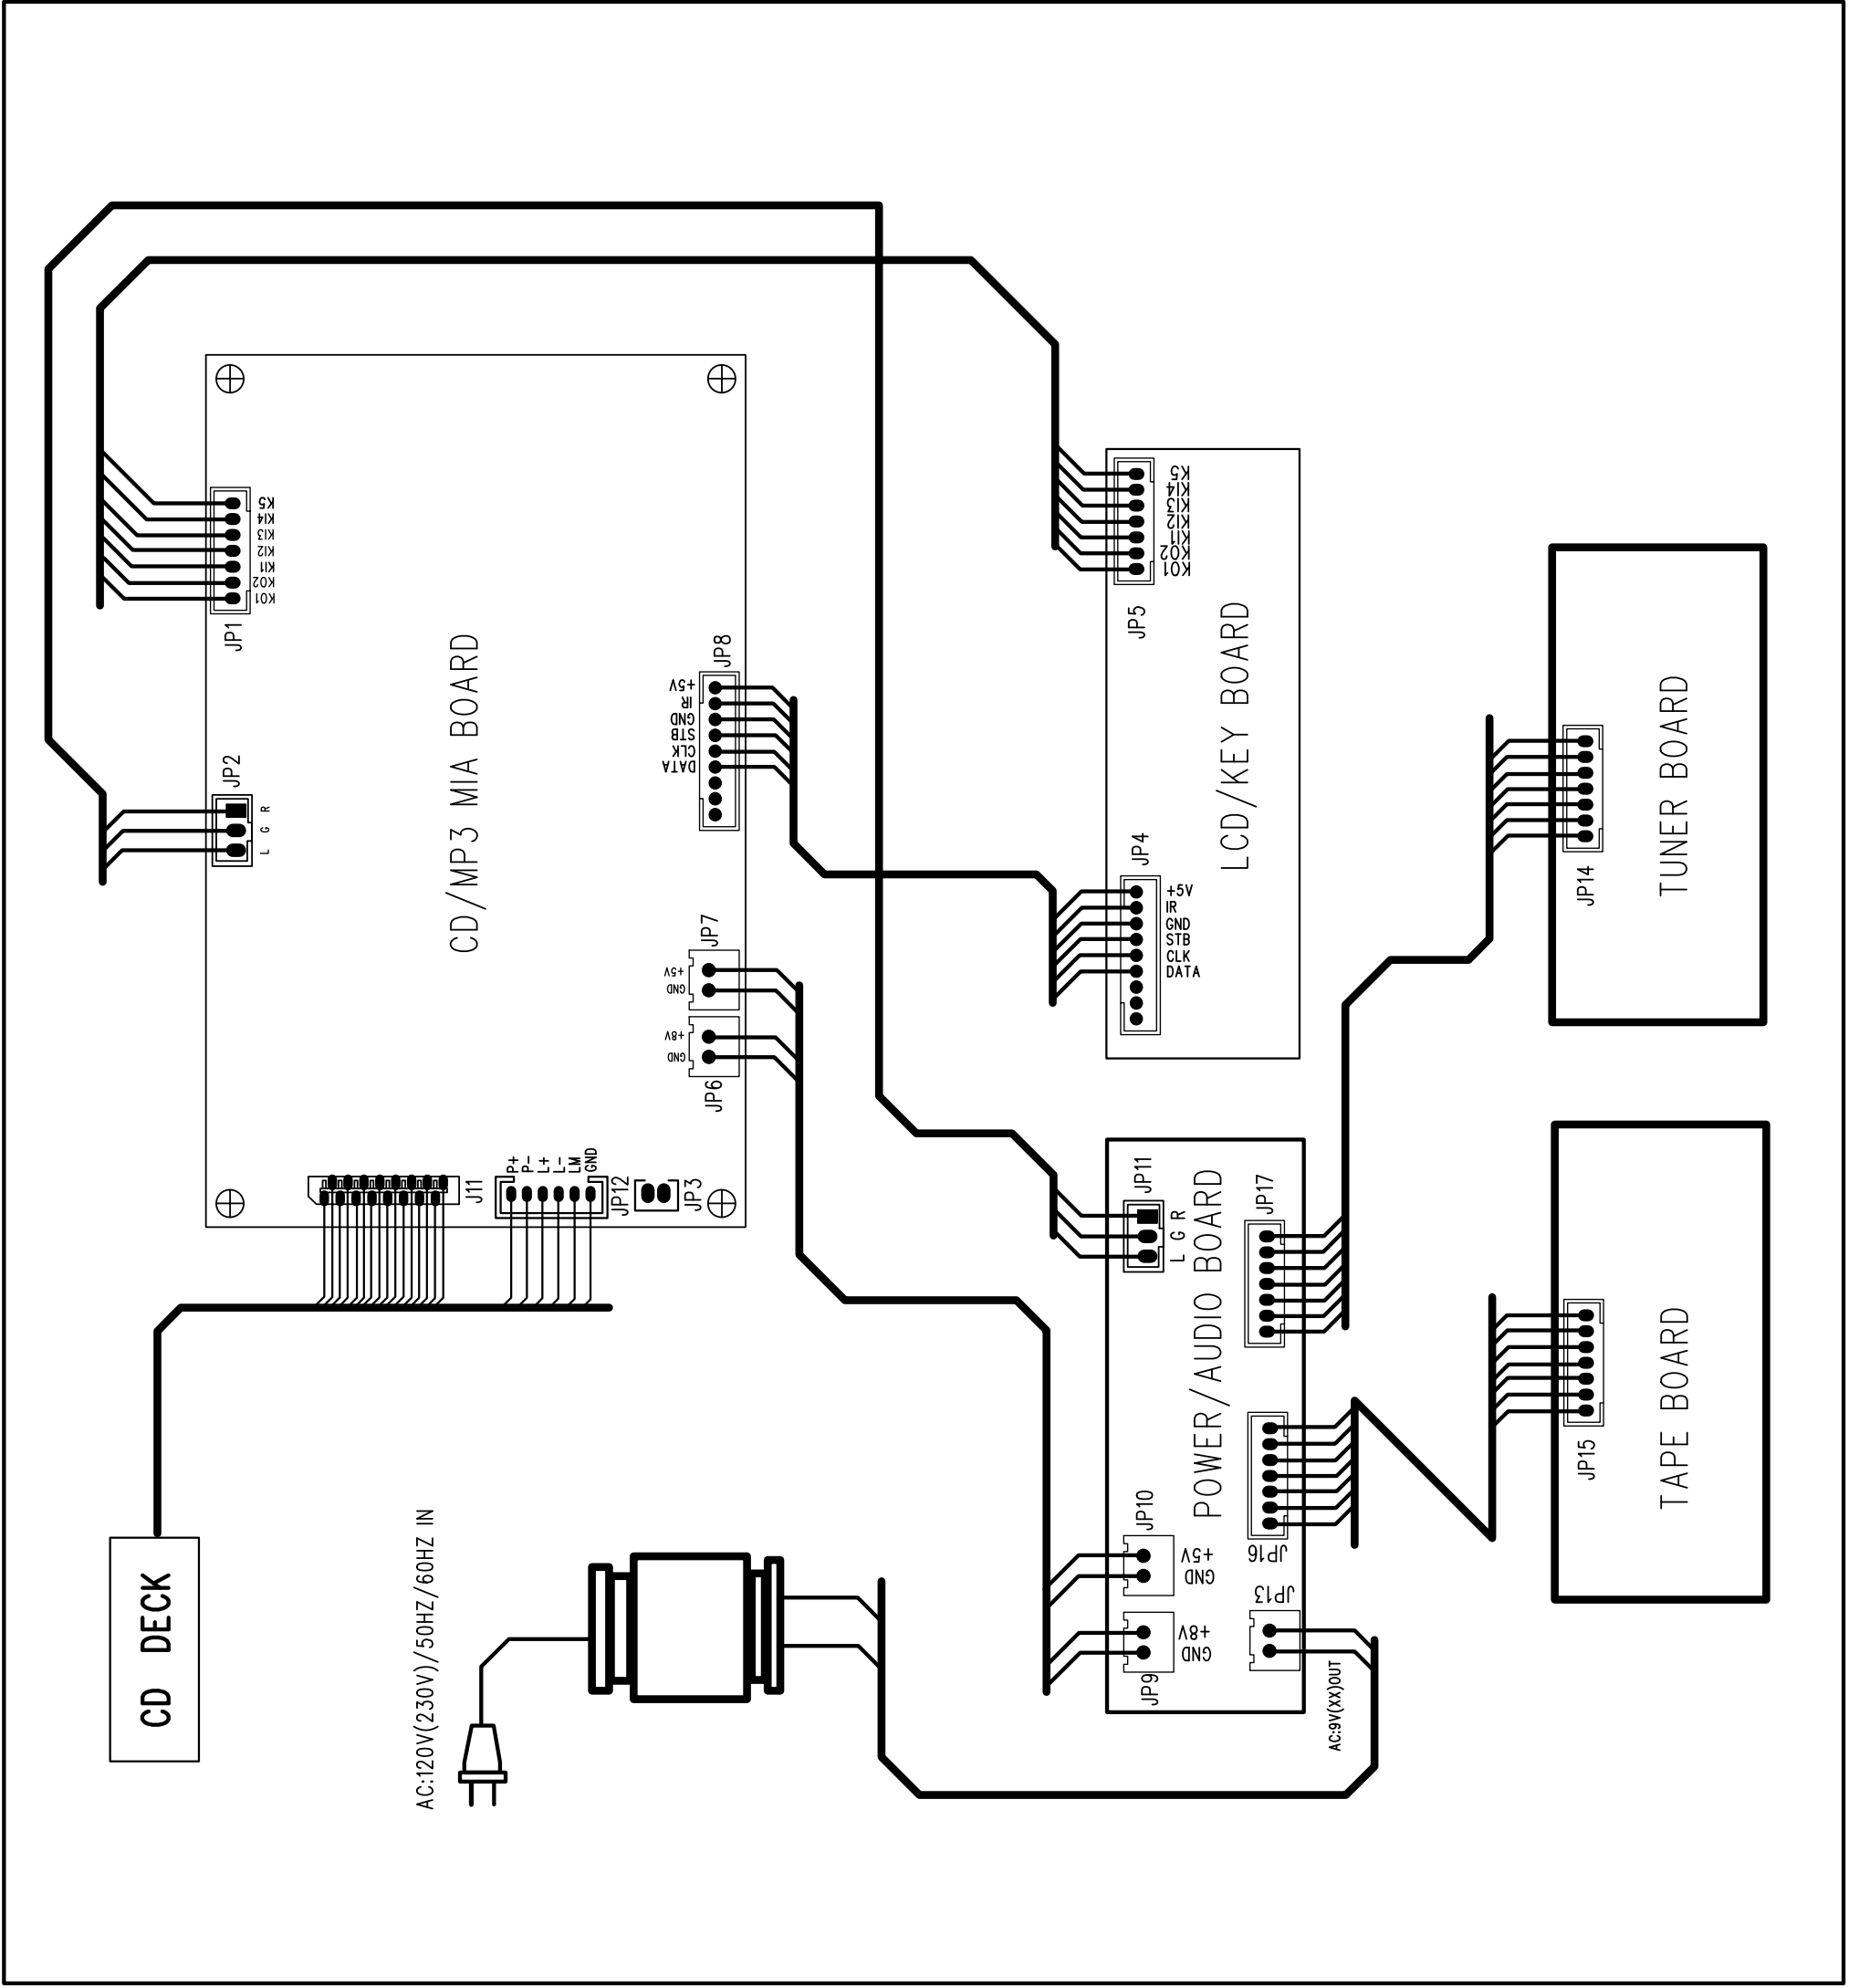 K5
KI4
KI3
KI2
KI1
KO2
KO1
JP1
JP2
R
G
L
CD/MP3 MIA BOARD
JP8
+5V
IR
GND
STB
CLK
DATA
JP7
+5V
GND
+8V
GND
JP6
J11
P+
P-
L+
L-
LM
GND
JP12
JP3
K5
KI4
KI3
KI2
KI1
KO2
KO1
JP5
LCD/KEY BOARD
JP4
+5V
IR
GND
STB
CLK
DATA
TUNER BOARD
JP14
JP11
R
G
L
JP17
POWER/AUDIO BOARD
JP10
+5V
GND
JP16
JP13
+8V
GND
JP9
AC:9V(XX)OUT
TAPE BOARD
JP15
CD DECK
AC:120V(230V)/50HZ/60HZ IN